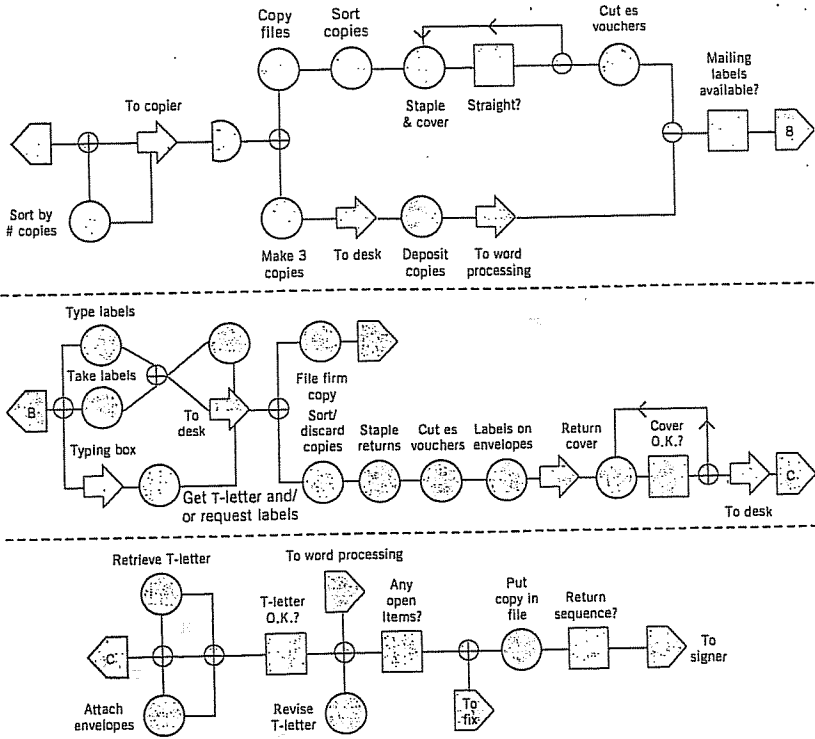 Copy
files
Sort
copies
Cut es
vouchers
Mailing
labels
available?
To copier
Staple
& cover
Straight?
B
Sort by
# copies
Make 3
copies
To desk
Deposit
copies
To word
processing
Type labels
Take labels
B
To
desk
Typing box
Get T-letter and/
or request labels
File firm
copy
Sort/
discard
copies
Staple
returns
Cut es
vouchers
Labels on
envelopes
Return
cover
Cover
O.K.?
C
To desk
Retrieve T-letter
To word processing
T-letter
O.K.?
Any
open
Items?
Put
copy in
file
Return
sequence?
C
To
signer
Attach
envelopes
Revise
T-letter
To
fix